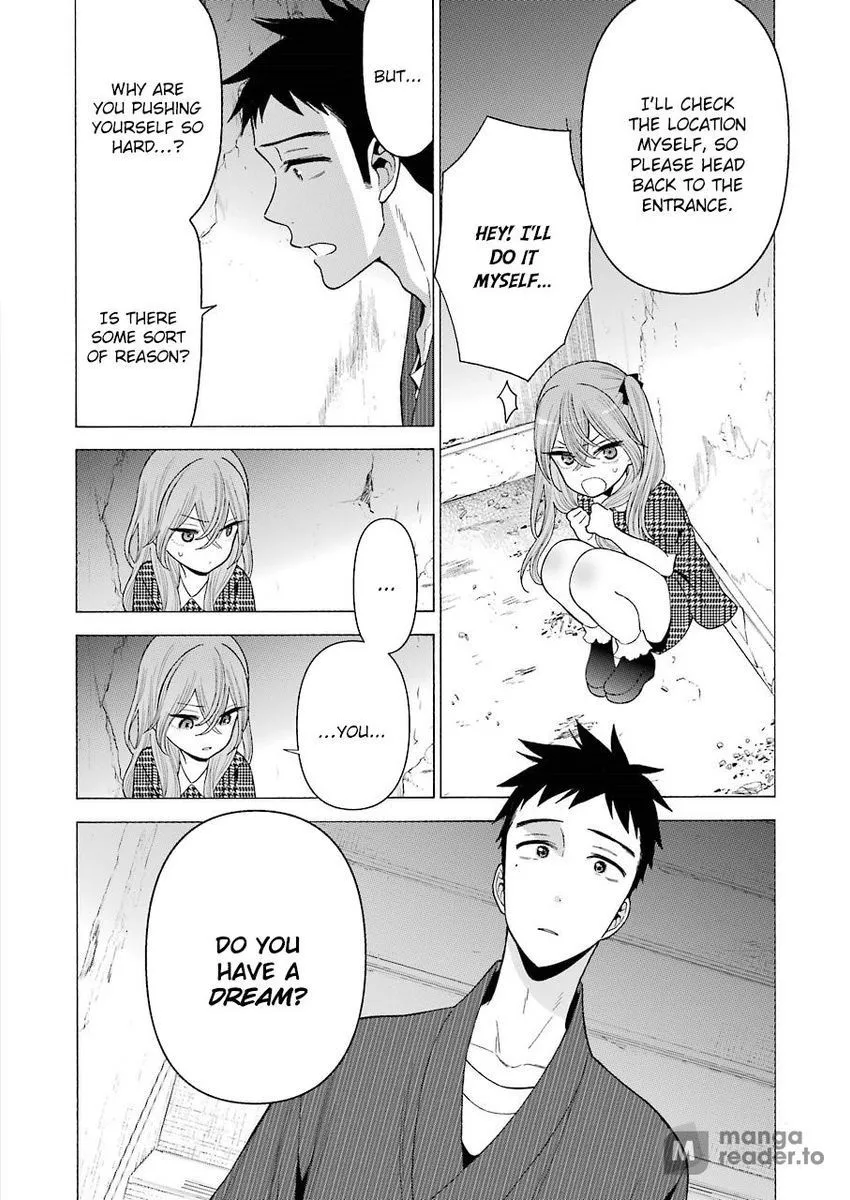 I'LL CHECK
THE LOCATION
MYSELF, SO
PLEASE HEAD
BACK TO THE
ENTRANCE.
HEY! I'LL
DO IT
MYSELF...
BUT...
WHY ARE
YOU PUSHING
YOURSELF SO
HARD...?
IS THERE
SOME SORT
OF REASON?
...
...YOU...
DO YOU
HAVE A
DREAM?
M manga
reader.to